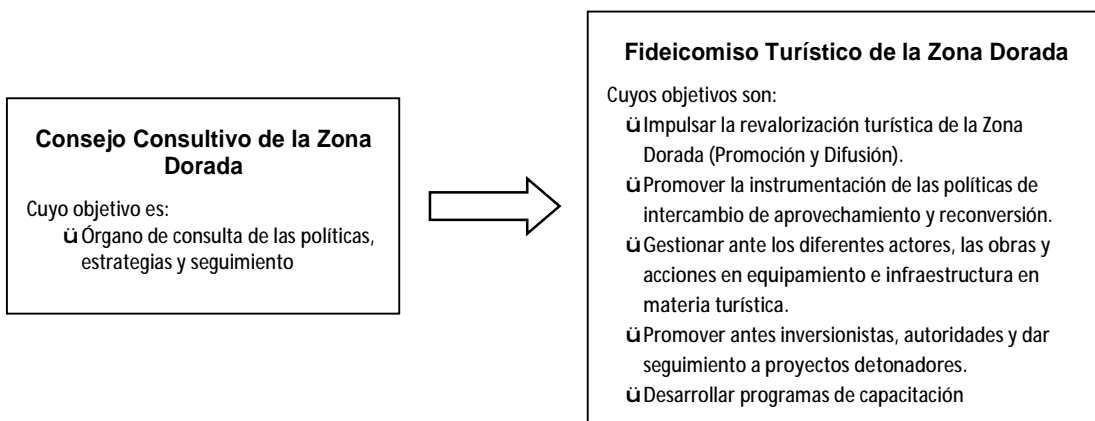 Consejo Consultivo de la Zona
Dorada
Cuyo objetivo es:
ü Órgano de consulta de las políticas,
estrategias y seguimiento
Fideicomiso Turístico de la Zona Dorada
Cuyos objetivos son:
ü Impulsar la revalorización turística de la Zona
Dorada (Promoción y Difusión).
ü Promover la instrumentación de las políticas de
intercambio de aprovechamiento y reconversión.
ü Gestionar ante los diferentes actores, las obras y
acciones en equipamiento e infraestructura en
materia turística.
ü Promover antes inversionistas, autoridades y dar
seguimiento a proyectos detonadores.
ü Desarrollar programas de capacitación